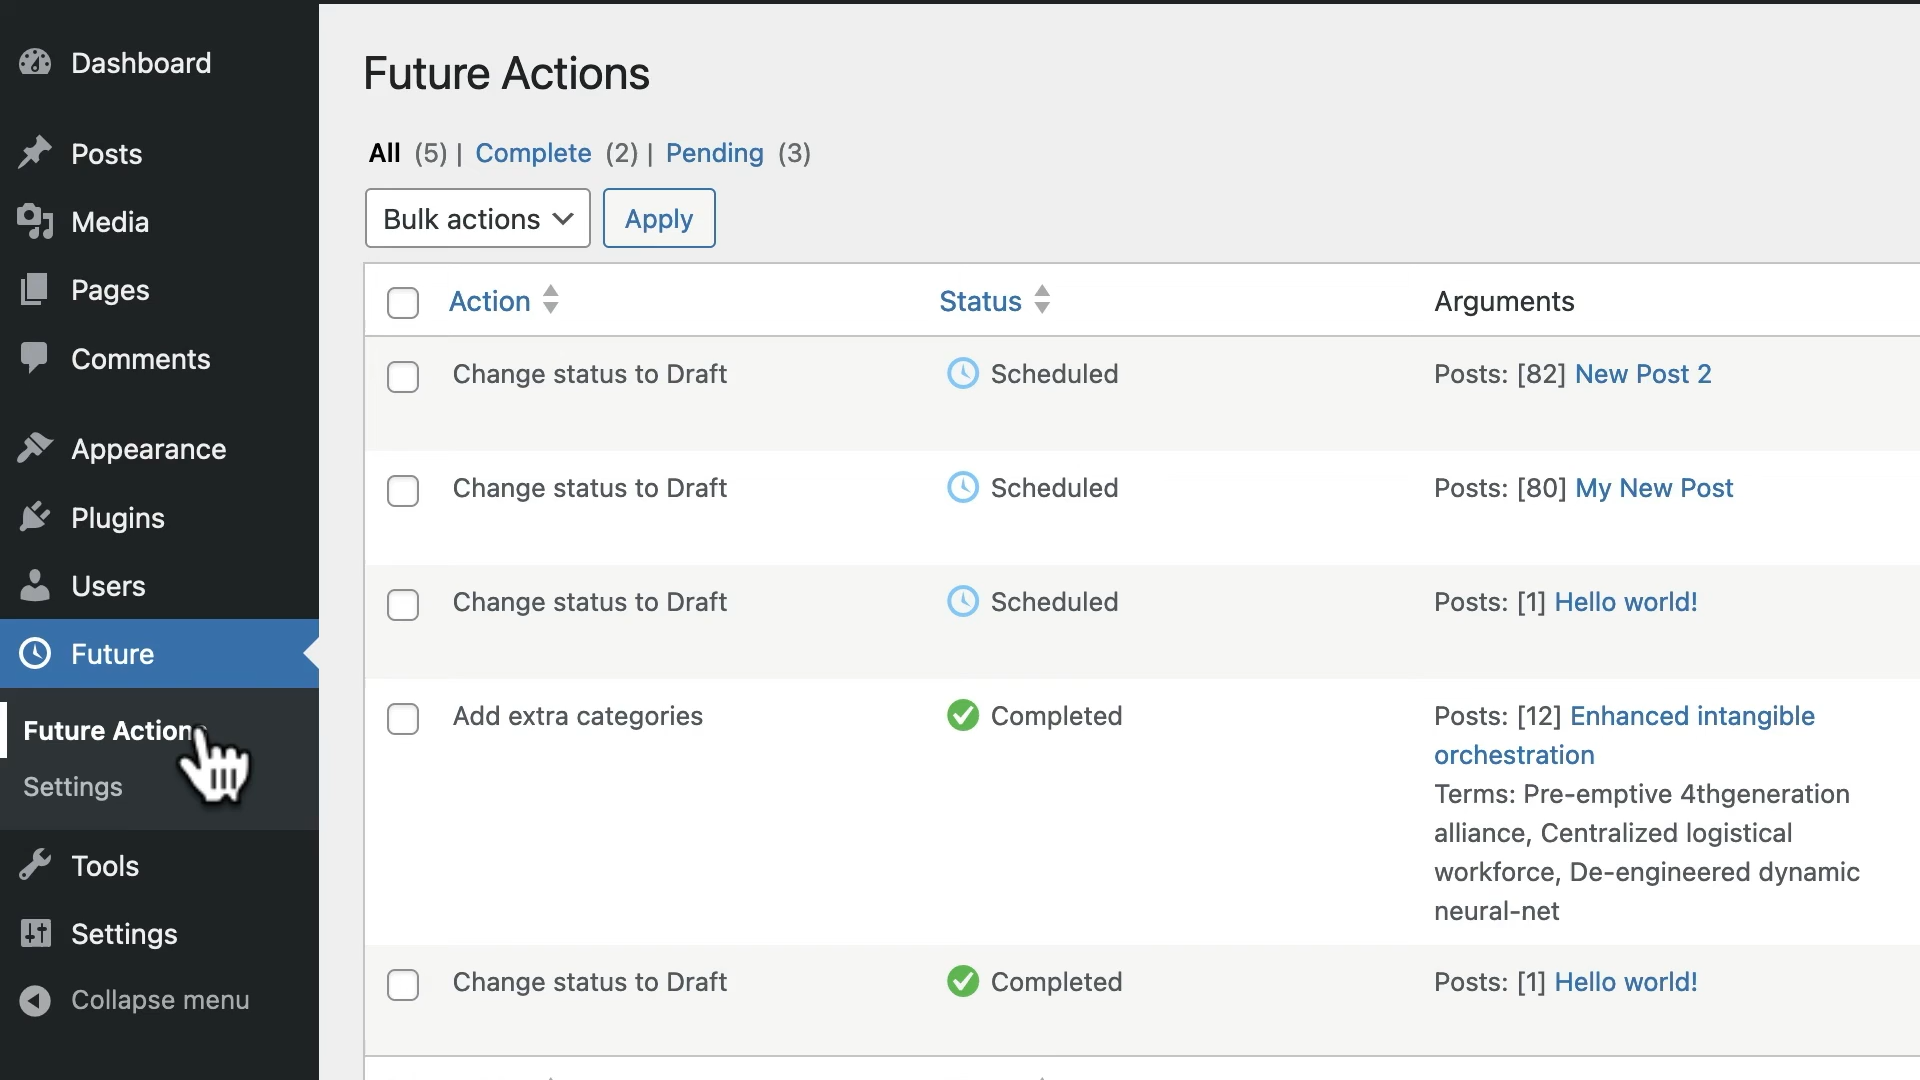 Dashboard
Posts
Media
Pages
Comments
Appearance
Plugins
Users
Future
Future Action
Settings
Tools
Settings
Collapse menu
Future Actions
All (5) | Complete (2) | Pending (3)
Bulk actions Apply
Action Status Arguments
Change status to Draft Scheduled Posts: [82] New Post 2
Change status to Draft Scheduled Posts: [80] My New Post
Change status to Draft Scheduled Posts: [1] Hello world!
Add extra categories Completed Posts: [12] Enhanced intangible
orchestration
Terms: Pre-emptive 4thgeneration
alliance, Centralized logistical
workforce, De-engineered dynamic
neural-net
Change status to Draft Completed Posts: [1] Hello world!